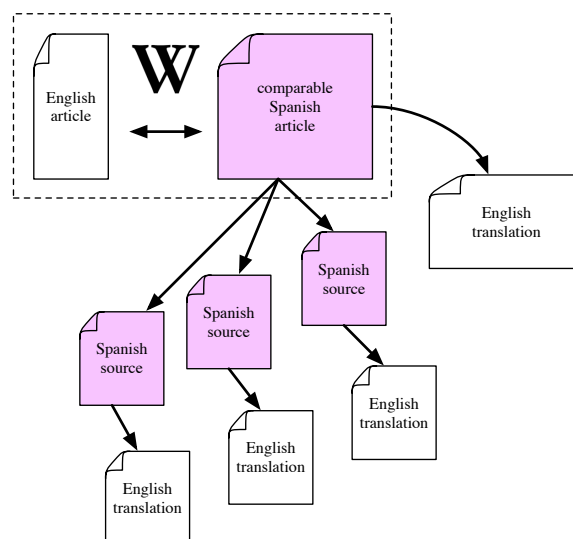 W
English
article
comparable
Spanish
article
English
translation
Spanish
source
Spanish
source
Spanish
source
English
translation
English
translation
English
translation